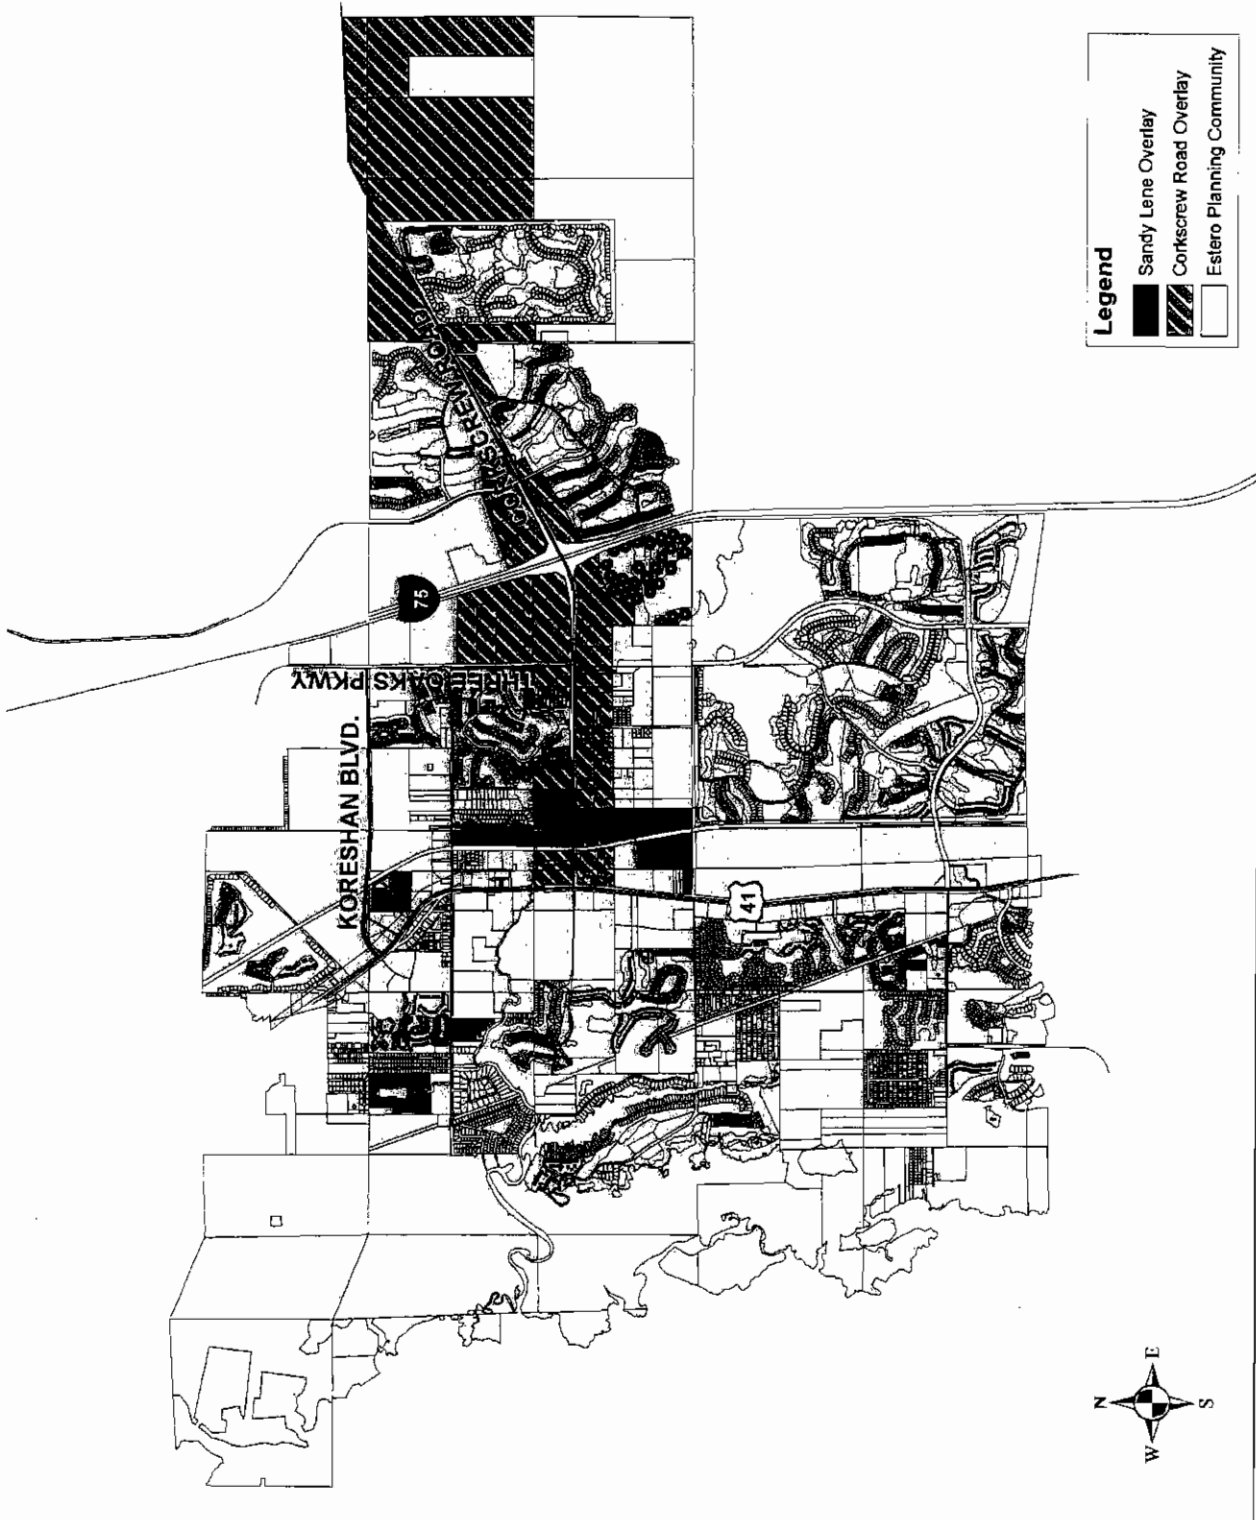 KORESHAN BLVD.
THREE OAKS PKWY
75
CORKSCREW ROAD
41
Legend
Sandy Lene Overlay
Corkscrew Road Overlay
Estero Planning Community
N
W
E
S